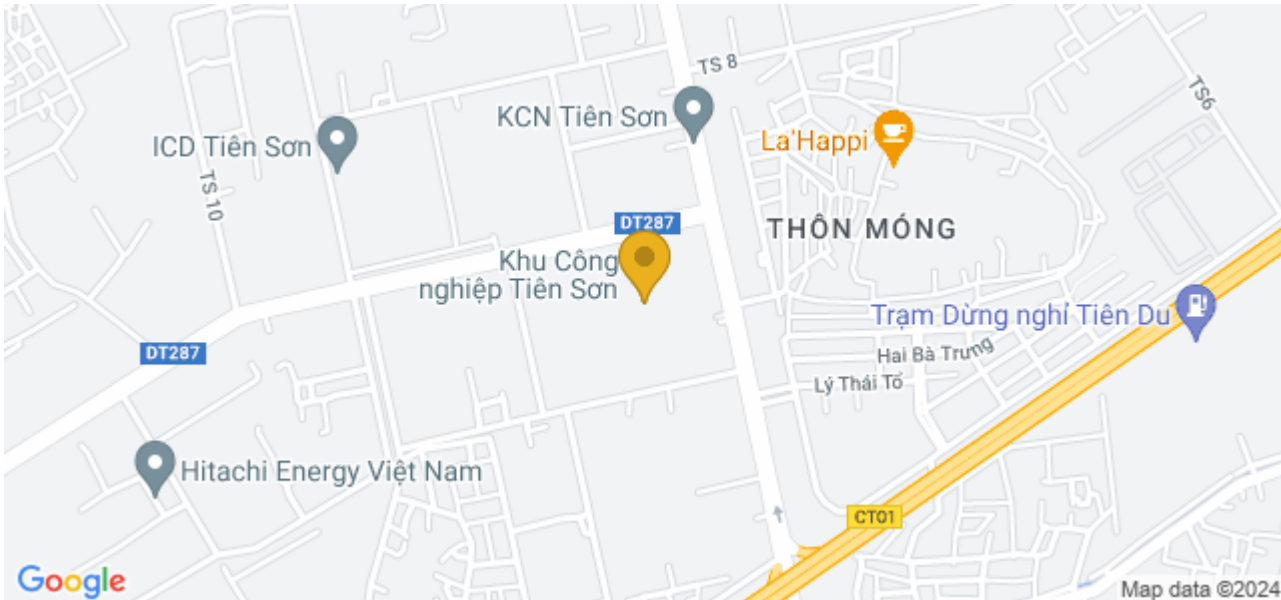 TS 8
TS6
KCN Tiên Sơn
ICD Tiên Sơn
La'Happi
TS 10
DT287
THÔN MÓNG
Khu Công
nghiệp Tiên Sơn
Trạm Dừng nghỉ Tiên Du
DT287
Hai Bà Trưng
Lý Thái Tổ
Hitachi Energy Việt Nam
CT01
Google
Map data ©2024